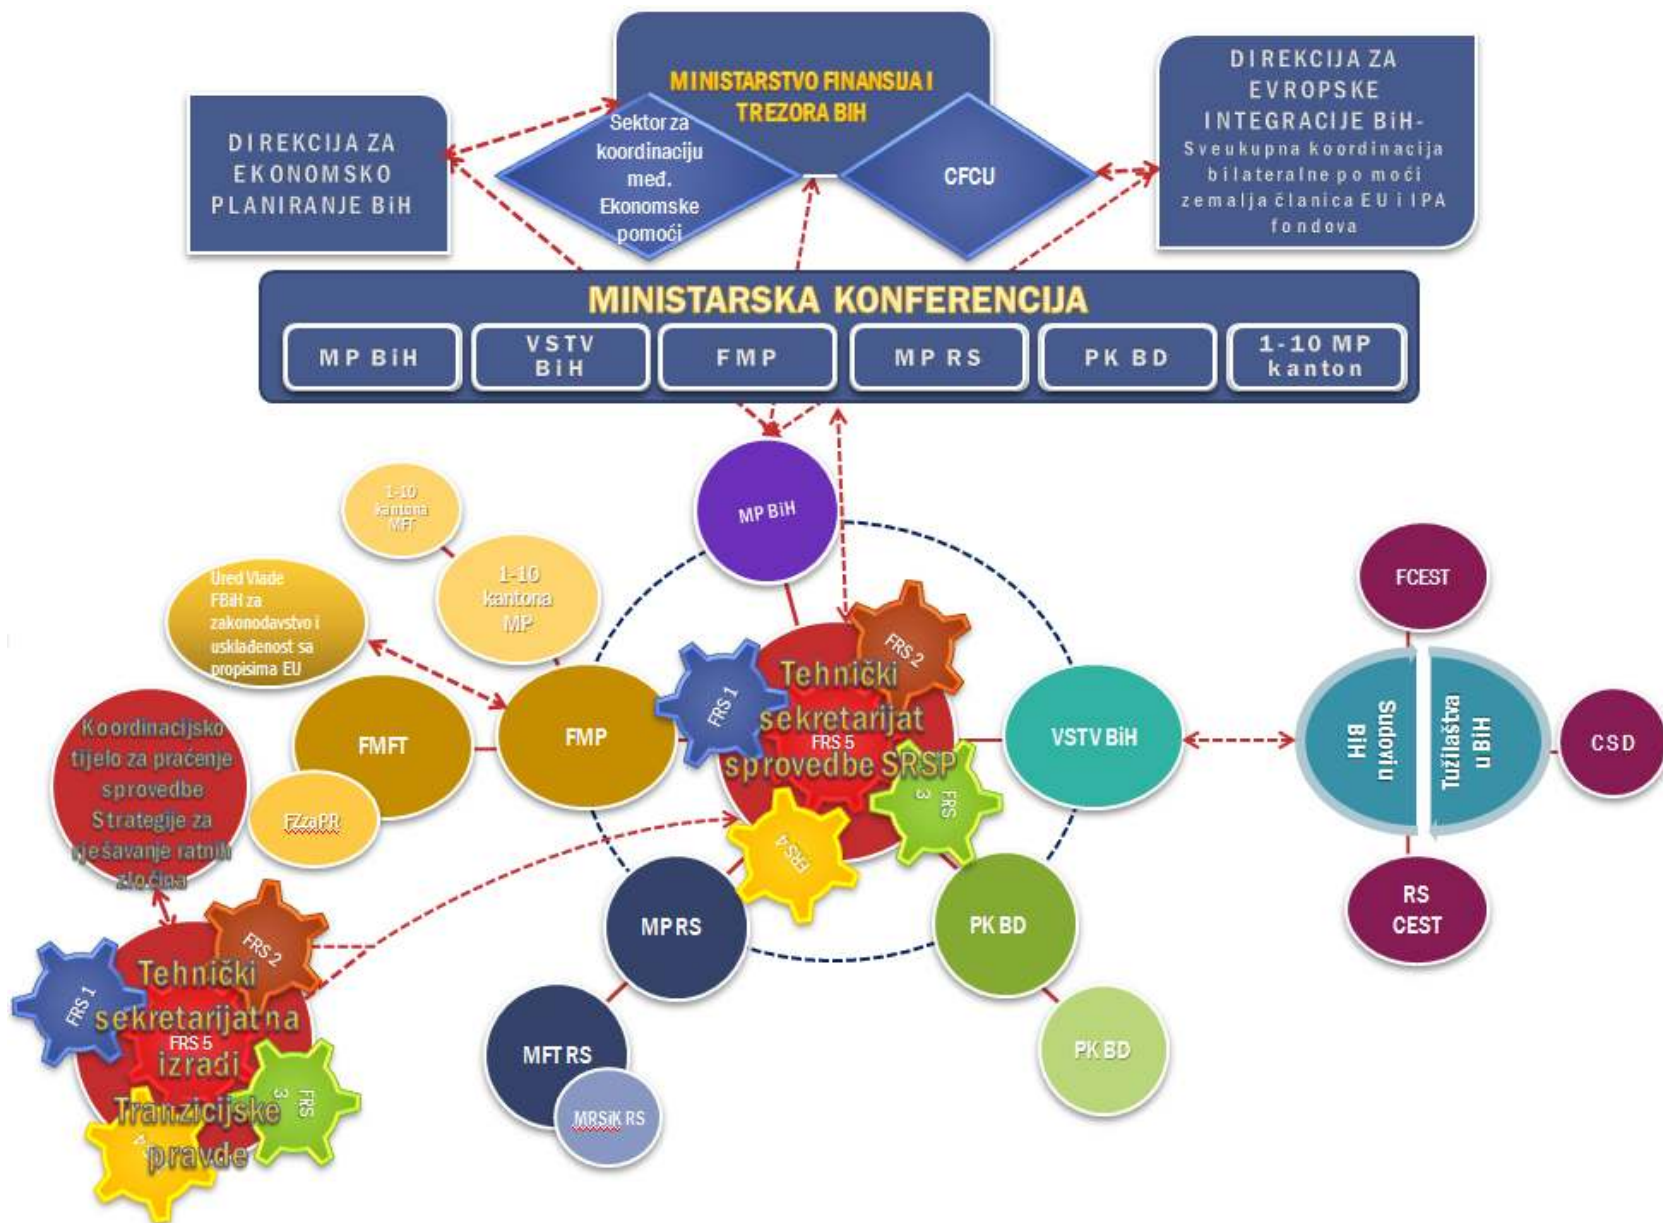 MINISTARSTVO FINANSIJA I
TREZORA BIH
DIREKCIJA ZA
EKONOMSKO
PLANIRANJE BiH
Sektor za
koordinaciju
međ.
Ekonomske
pomoći
CFCU
DIREKCIJA ZA
EVROPSKE
INTEGRACIJE BiH-
Sveukupna koordinacija
bilateralne pomoći
zemalja članica EU i IPA
fondova
MINISTARSKA KONFERENCIJA
MP BiH
VSTV
BiH
FMP
MP RS
PK BD
1-10 MP
kanton
MP BiH
1-10
kantona
MFT
1-10
kantona
MP
Ured Vlade
FBiH za
zakonodavstvo i
usklađenost sa
propisima EU
FMFT
FZzaPR
FMP
FRS 1
FRS 2
Tehnički
sekretarijat
FRS 5
sprovedbe SRSP
FRS
3
FRS 4
VSTV BiH
Sudovi u
BIH
Tužilaštva
u BiH
FCEST
CSD
RS
CEST
Koordinacijsko
tijelo za praćenje
sprovedbe
Strategije za
rješavanje ratnih
zločina
MP RS
PK BD
MFT RS
MRSiK RS
PK BD
FRS 1
FRS 2
Tehnički
sekretarijat na
FRS 5
izradi
FRS
3
Tranzicijske
pravde